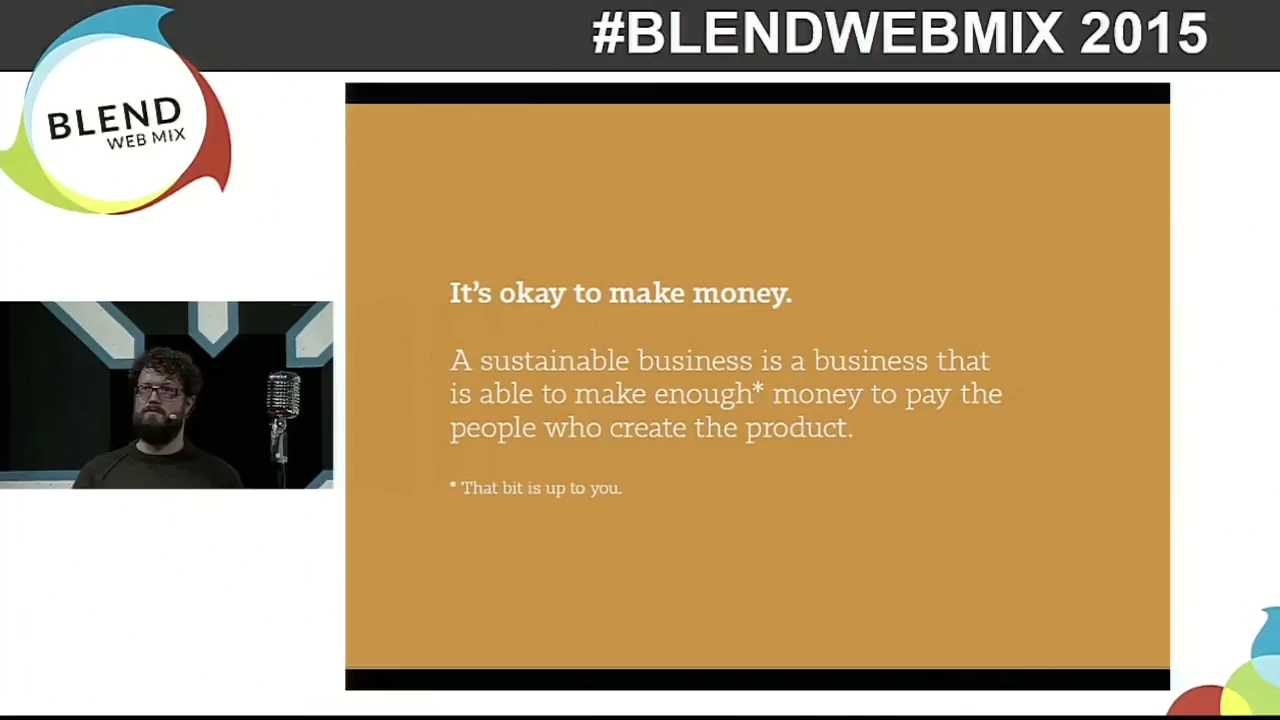 #BLENDWEBMIX 2015
BLEND
WEB MIX
It's okay to make money.
A sustainable business is a business that
is able to make enough* money to pay the
people who create the product.
* That bit is up to you.